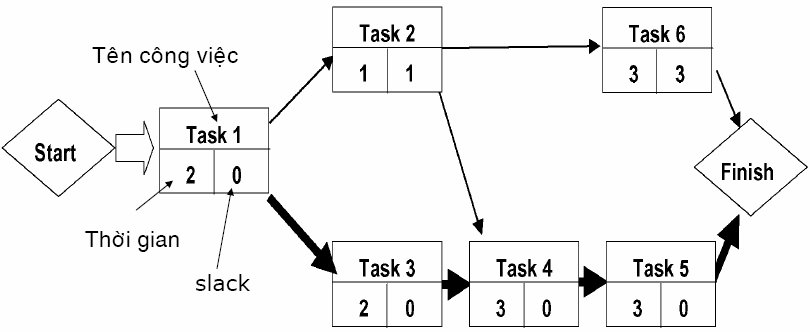 Tên công việc
Task 2
1 1
Task 6
3 3
Start
Task 1
2 0
Finish
Thời gian
slack
Task 3
2 0
Task 4
3 0
Task 5
3 0